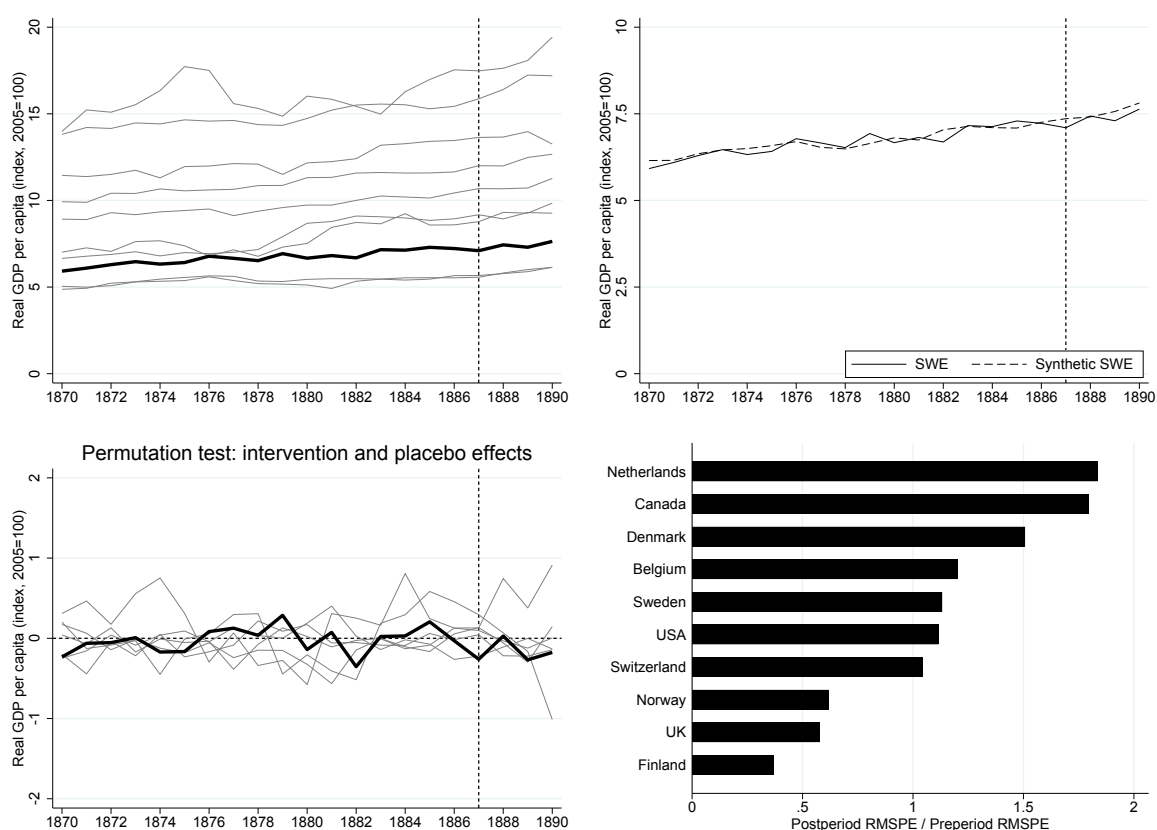 Real GDP per capita (index, 2005=100)
20
15
10
5
0
1870 1872 1874 1876 1878 1880 1882 1884 1886 1888 1890
Real GDP per capita (index, 2005=100)
10
7.5
5
2.5
0
SWE Synthetic SWE
1870 1872 1874 1876 1878 1880 1882 1884 1886 1888 1890
Permutation test: intervention and placebo effects
Real GDP per capita (index, 2005=100)
2
1
0
-1
-2
1870 1872 1874 1876 1878 1880 1882 1884 1886 1888 1890
Netherlands
Canada
Denmark
Belgium
Sweden
USA
Switzerland
Norway
UK
Finland
0 .5 1 1.5 2
Postperiod RMSPE / Preperiod RMSPE